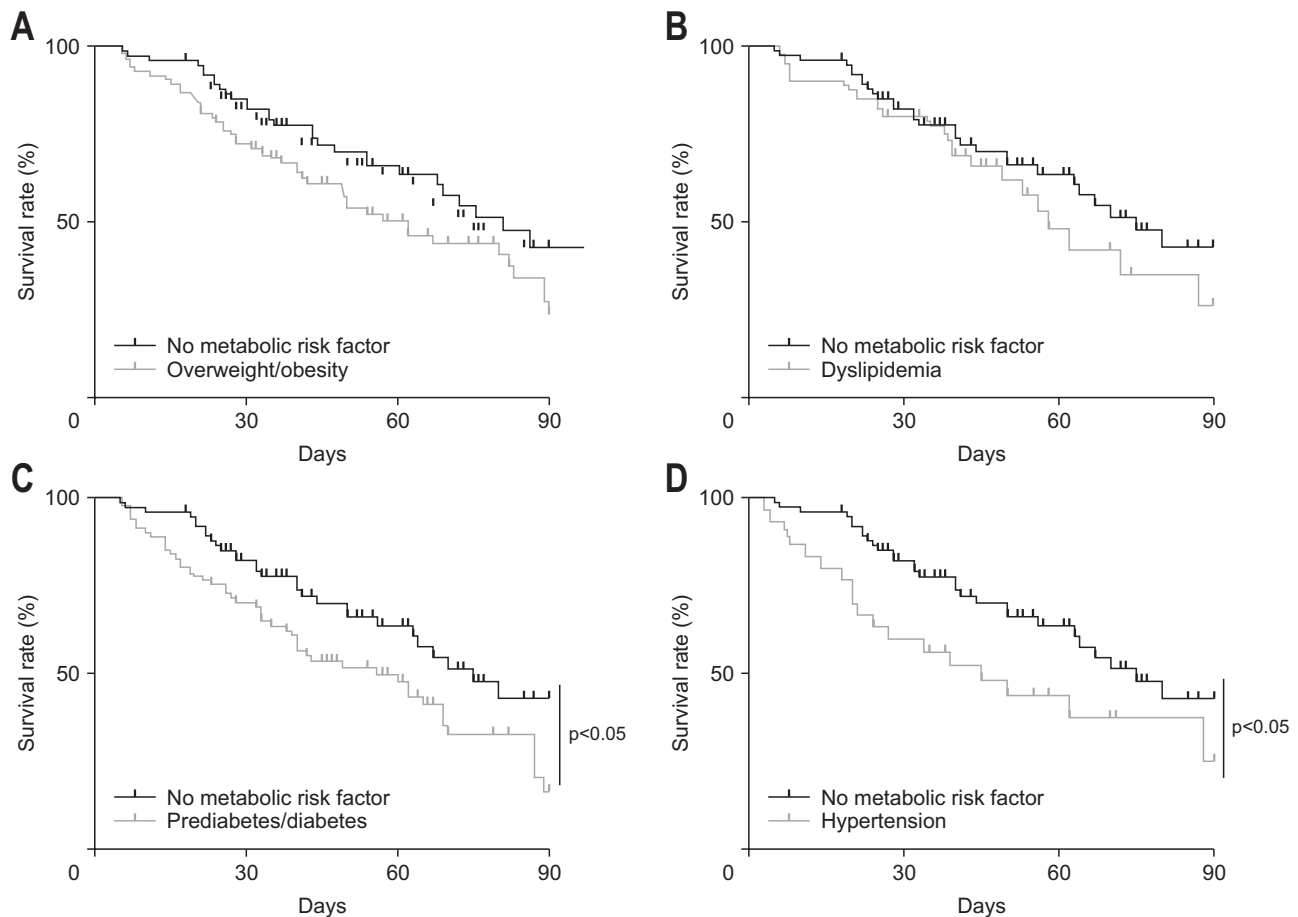 A
Survival rate (%)
100
50
0
30
60
90
Days
No metabolic risk factor
Overweight/obesity
B
Survival rate (%)
100
50
0
30
60
90
Days
No metabolic risk factor
Dyslipidemia
C
Survival rate (%)
100
50
0
30
60
90
Days
No metabolic risk factor
Prediabetes/diabetes
p<0.05
D
Survival rate (%)
100
50
0
30
60
90
Days
No metabolic risk factor
Hypertension
p<0.05